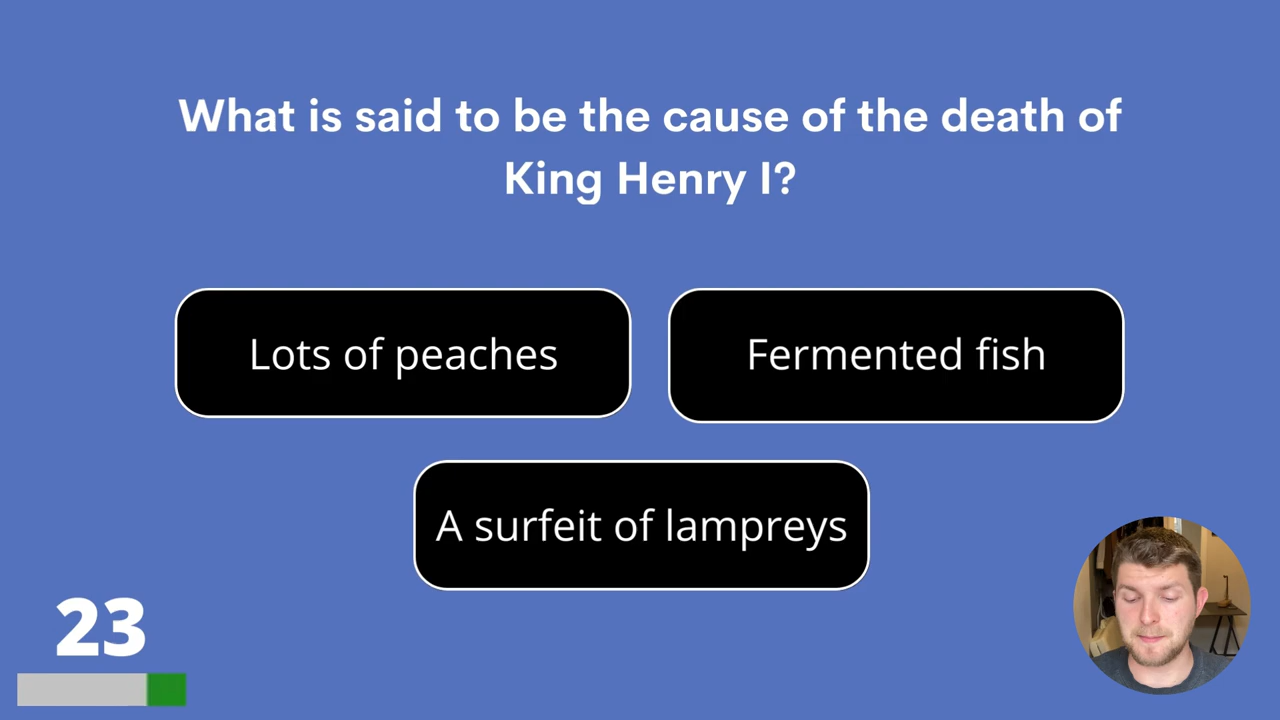 What is said to be the cause of the death of
King Henry I?
Lots of peaches
Fermented fish
A surfeit of lampreys
23